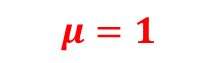 μ = 1